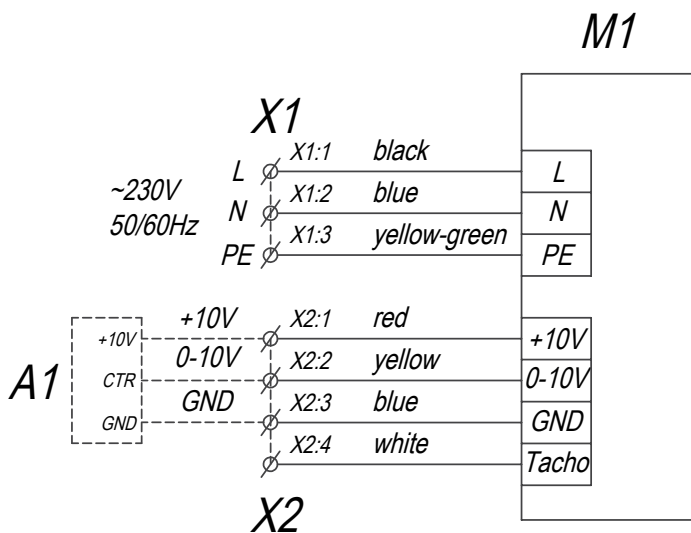 M1
X1
X1:1 black
L L
X1:2 blue
~230V
N N
50/60Hz
X1:3 yellow-green
PE PE
+10V X2:1 red
+10V +10V
0-10V X2:2 yellow
A1 CTR 0-10V
GND X2:3 blue
GND GND
X2:4 white
Tacho
X2